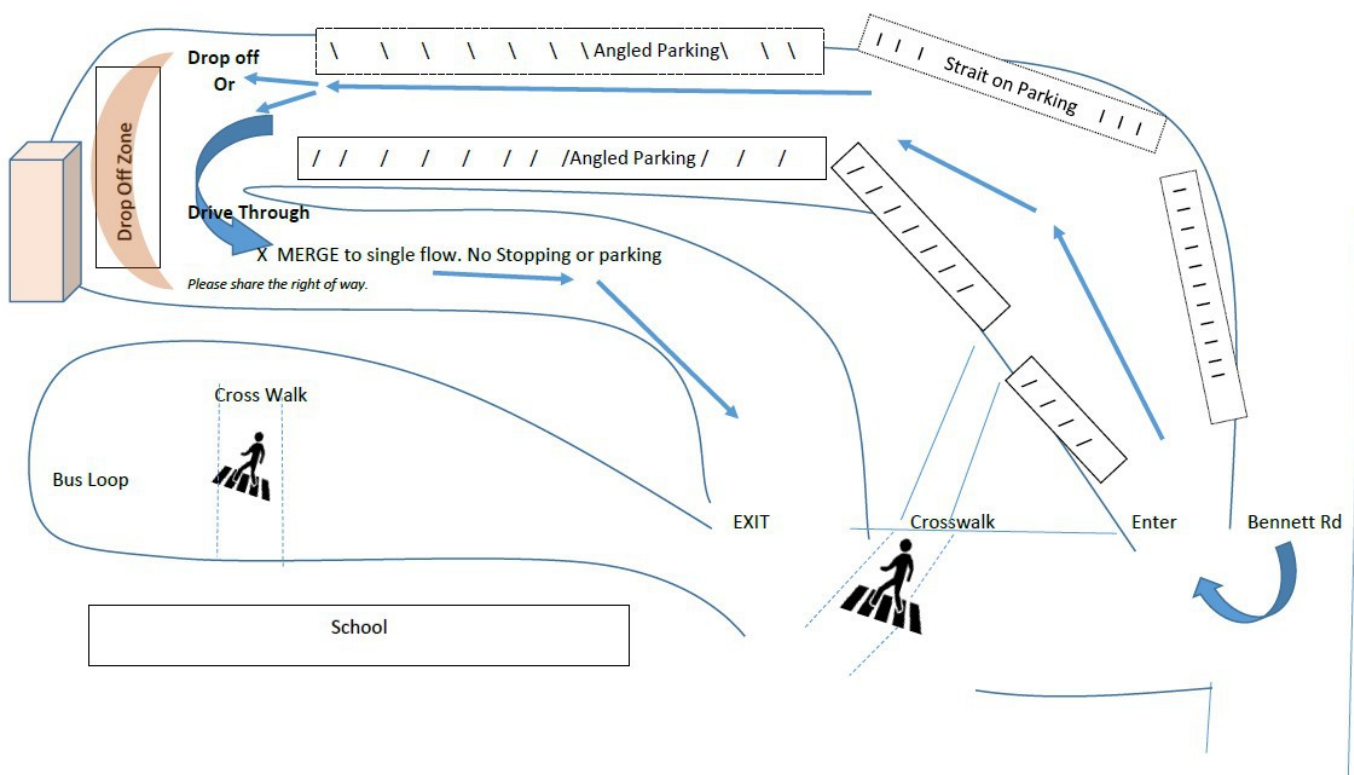 Drop off
Or
\ \ \ \ \ \ \ Angled Parking\ \ \
| | | Strait on Parking | | |
Drop Off Zone
/ / / / / / / /Angled Parking / / /
Drive Through
X MERGE to single flow. No Stopping or parking
Please share the right of way.
Cross Walk
Bus Loop
EXIT
Crosswalk
Enter
Bennett Rd
School